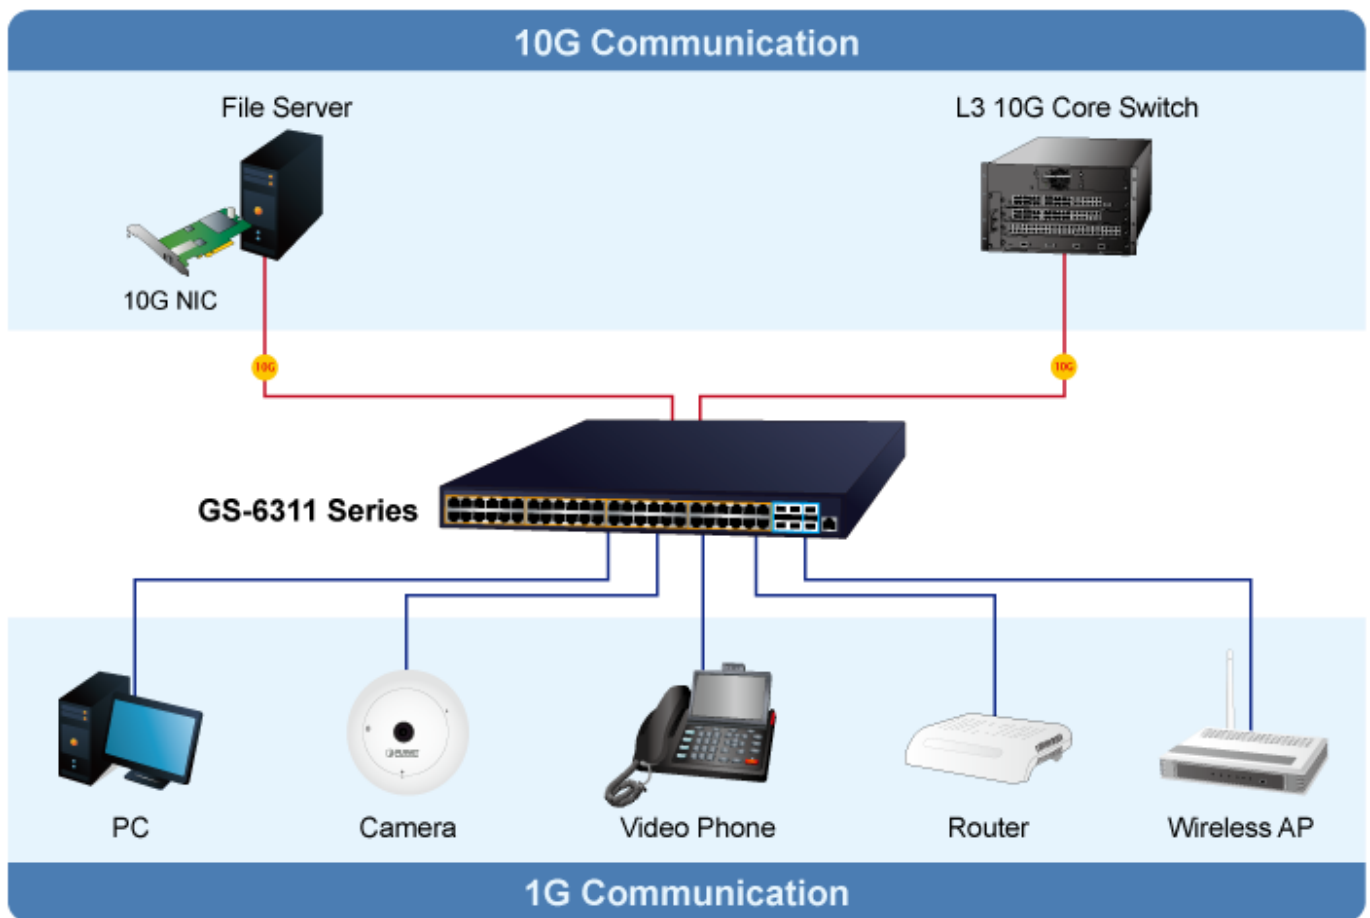 10G Communication
File Server
L3 10G Core Switch
10G NIC
10G
10G
GS-6311 Series
PLANET
PC
Camera
Video Phone
Router
Wireless AP
1G Communication